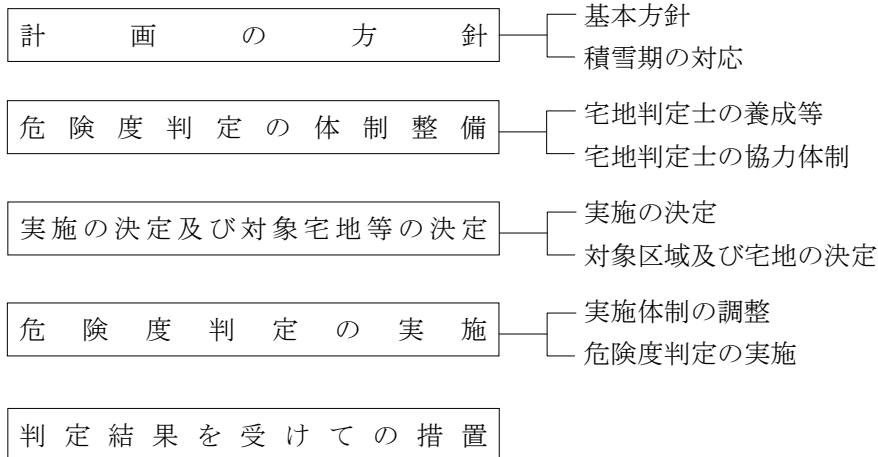 計画の方針
基本方針
積雪期の対応
危険度判定の体制整備
宅地判定士の養成等
宅地判定士の協力体制
実施の決定及び対象宅地等の決定
実施の決定
対象区域及び宅地の決定
危険度判定の実施
実施体制の調整
危険度判定の実施
判定結果を受けての措置